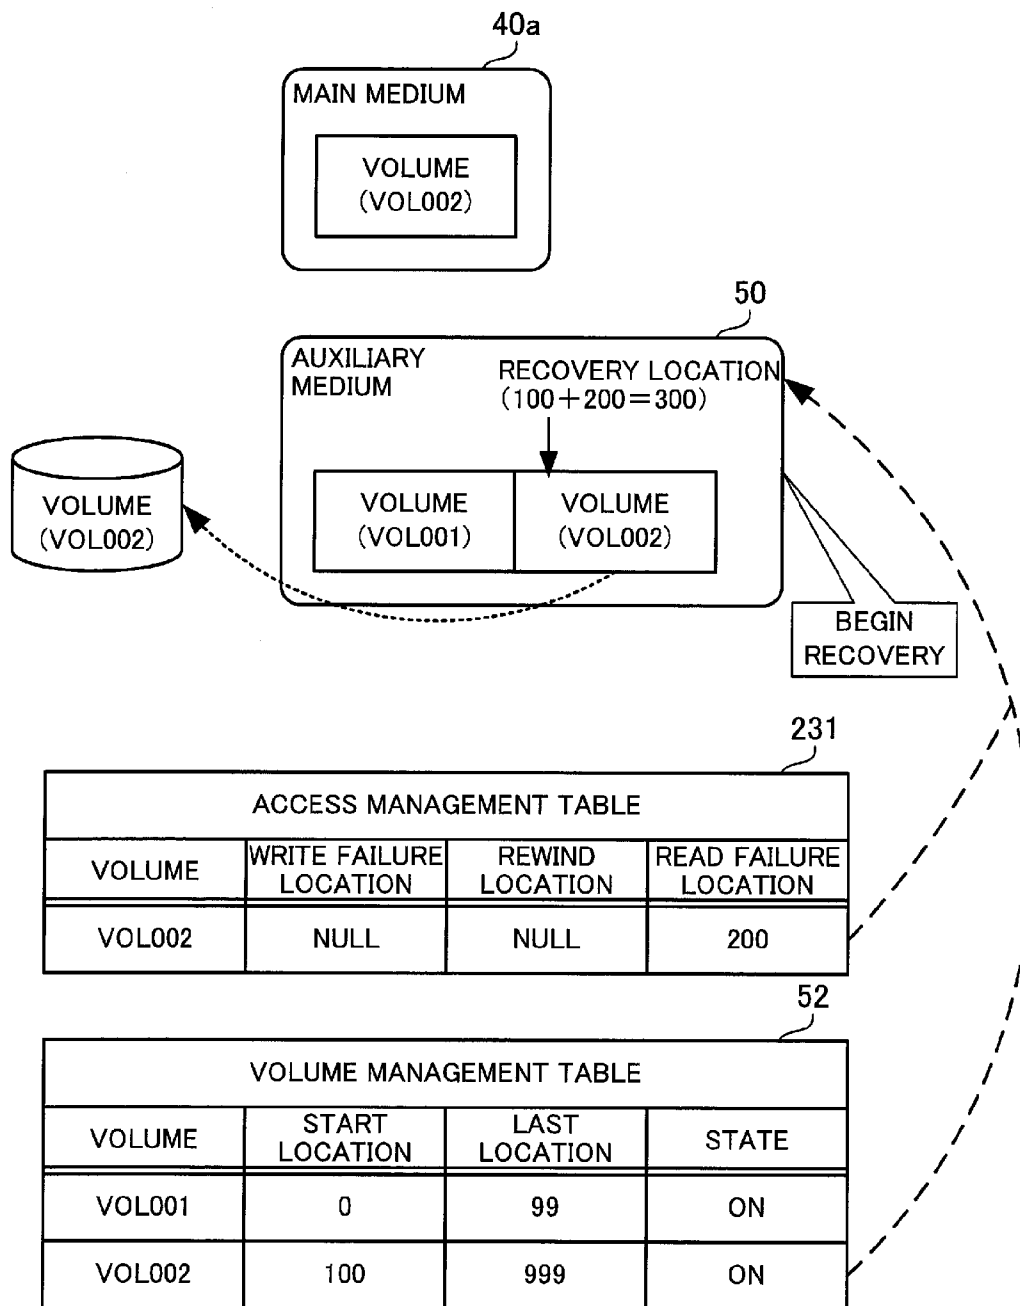 40a
MAIN MEDIUM
VOLUME
(VOL002)
50
AUXILIARY
MEDIUM
RECOVERY LOCATION
(100+200=300)
VOLUME
(VOL002)
VOLUME
(VOL001)
VOLUME
(VOL002)
BEGIN
RECOVERY
231
ACCESS MANAGEMENT TABLE
VOLUME
WRITE FAILURE
LOCATION
REWIND
LOCATION
READ FAILURE
LOCATION
VOL002 NULL NULL 200
52
VOLUME MANAGEMENT TABLE
VOLUME
START
LOCATION
LAST
LOCATION
STATE
VOL001 0 99 ON
VOL002 100 999 ON